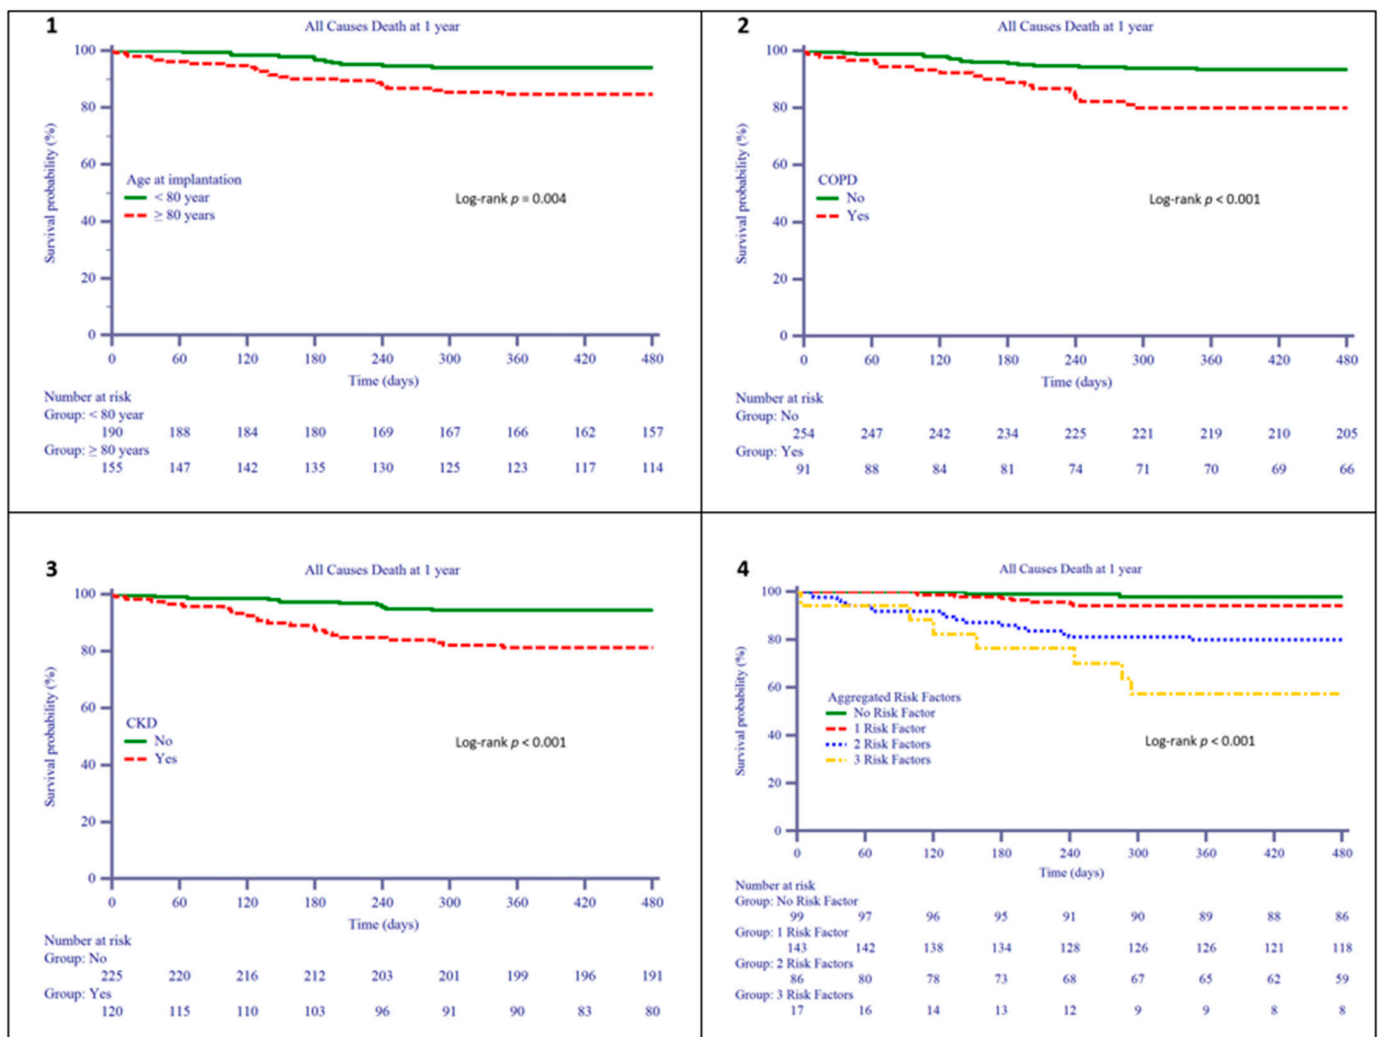 1
All Causes Death at 1 year
100
80
60
40
20
0
Survival probability (%)
Age at implantation
< 80 year
≥ 80 years
Log-rank p = 0.004
0 60 120 180 240 300 360 420 480
Time (days)
Number at risk
Group: < 80 year
190 188 184 180 169 167 166 162 157
Group: ≥ 80 years
155 147 142 135 130 125 123 117 114
2
All Causes Death at 1 year
100
80
60
40
20
0
Survival probability (%)
COPD
No
Yes
Log-rank p < 0.001
0 60 120 180 240 300 360 420 480
Time (days)
Number at risk
Group: No
254 247 242 234 225 221 219 210 205
Group: Yes
91 88 84 81 74 71 70 69 66
3
All Causes Death at 1 year
100
80
60
40
20
0
Survival probability (%)
CKD
No
Yes
Log-rank p < 0.001
0 60 120 180 240 300 360 420 480
Time (days)
Number at risk
Group: No
225 220 216 212 203 201 199 196 191
Group: Yes
120 115 110 103 96 91 90 83 80
4
All Causes Death at 1 year
100
80
60
40
20
0
Survival probability (%)
Aggregated Risk Factors
No Risk Factor
1 Risk Factor
2 Risk Factors
3 Risk Factors
Log-rank p < 0.001
0 60 120 180 240 300 360 420 480
Time (days)
Number at risk
Group: No Risk Factor
99 97 96 95 91 90 89 88 86
Group: 1 Risk Factor
143 142 138 134 128 126 126 121 118
Group: 2 Risk Factors
86 80 78 73 68 67 65 62 59
Group: 3 Risk Factors
17 16 14 13 12 9 9 8 8